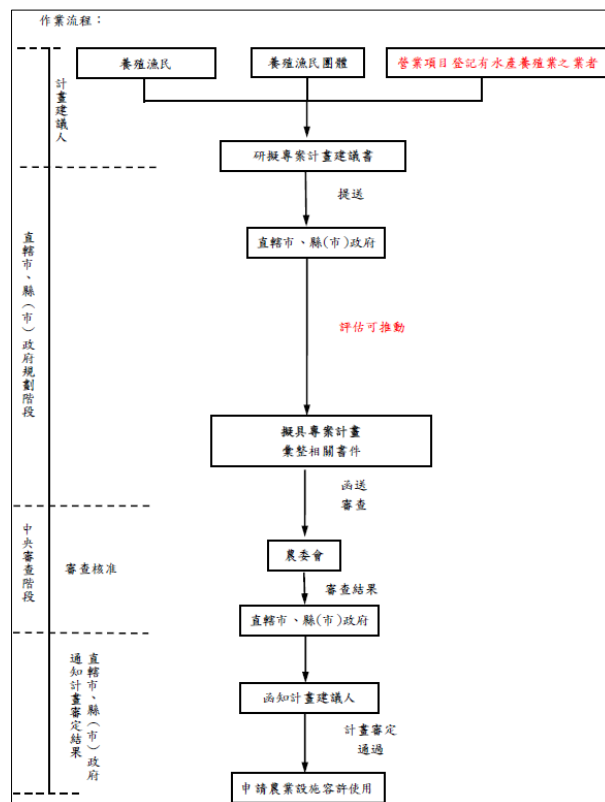 作業流程：
養殖漁民
養殖漁民團體
營業項目登記有水產養殖業之業者
計畫建議人
研擬專案計畫建議書
提送
直轄市、縣(市)政府
直轄市、縣(市)政府規劃階段
評估可推動
擬具專案計畫
彙整相關書件
函送
審查
中央審查階段
審查核准
農委會
審查結果
直轄市、縣(市)政府
直轄市、縣(市)政府
通知計畫審定結果
函知計畫建議人
計畫審定
通過
申請農業設施容許使用